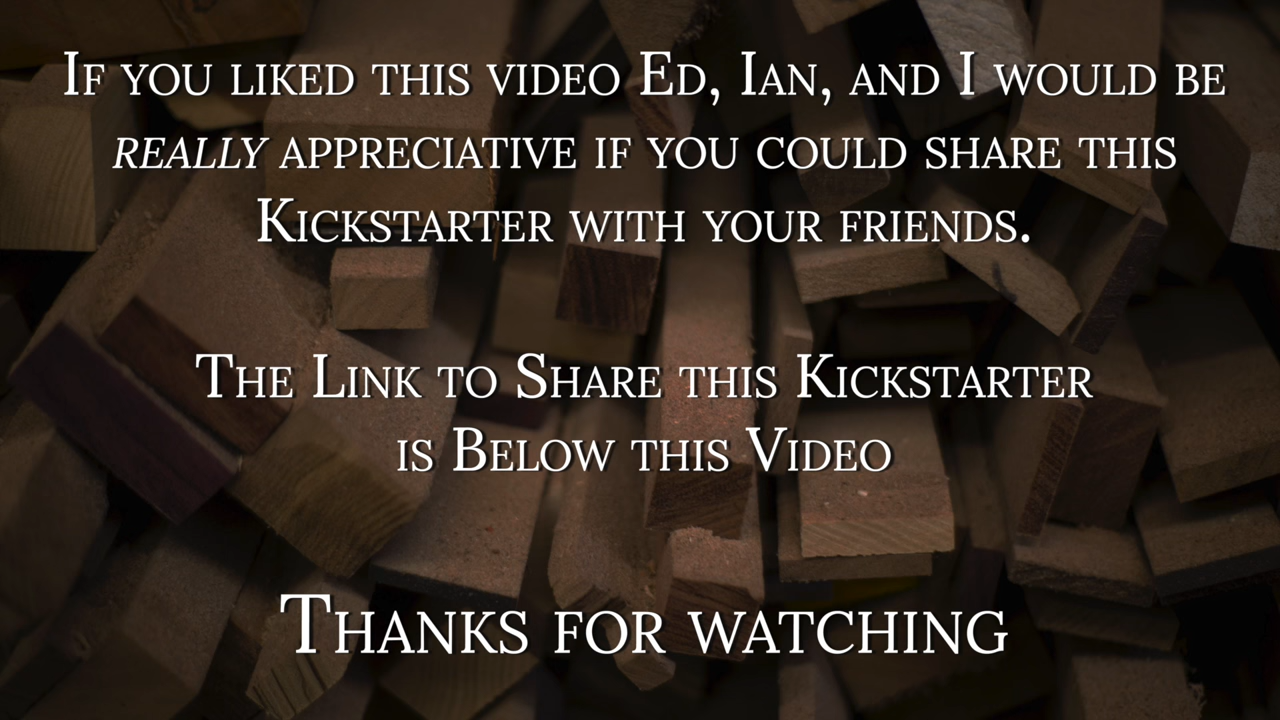 If you liked this video Ed, Ian, and I would be
really appreciative if you could share this
Kickstarter with your friends.
The Link to Share this Kickstarter
is Below this Video
Thanks for watching